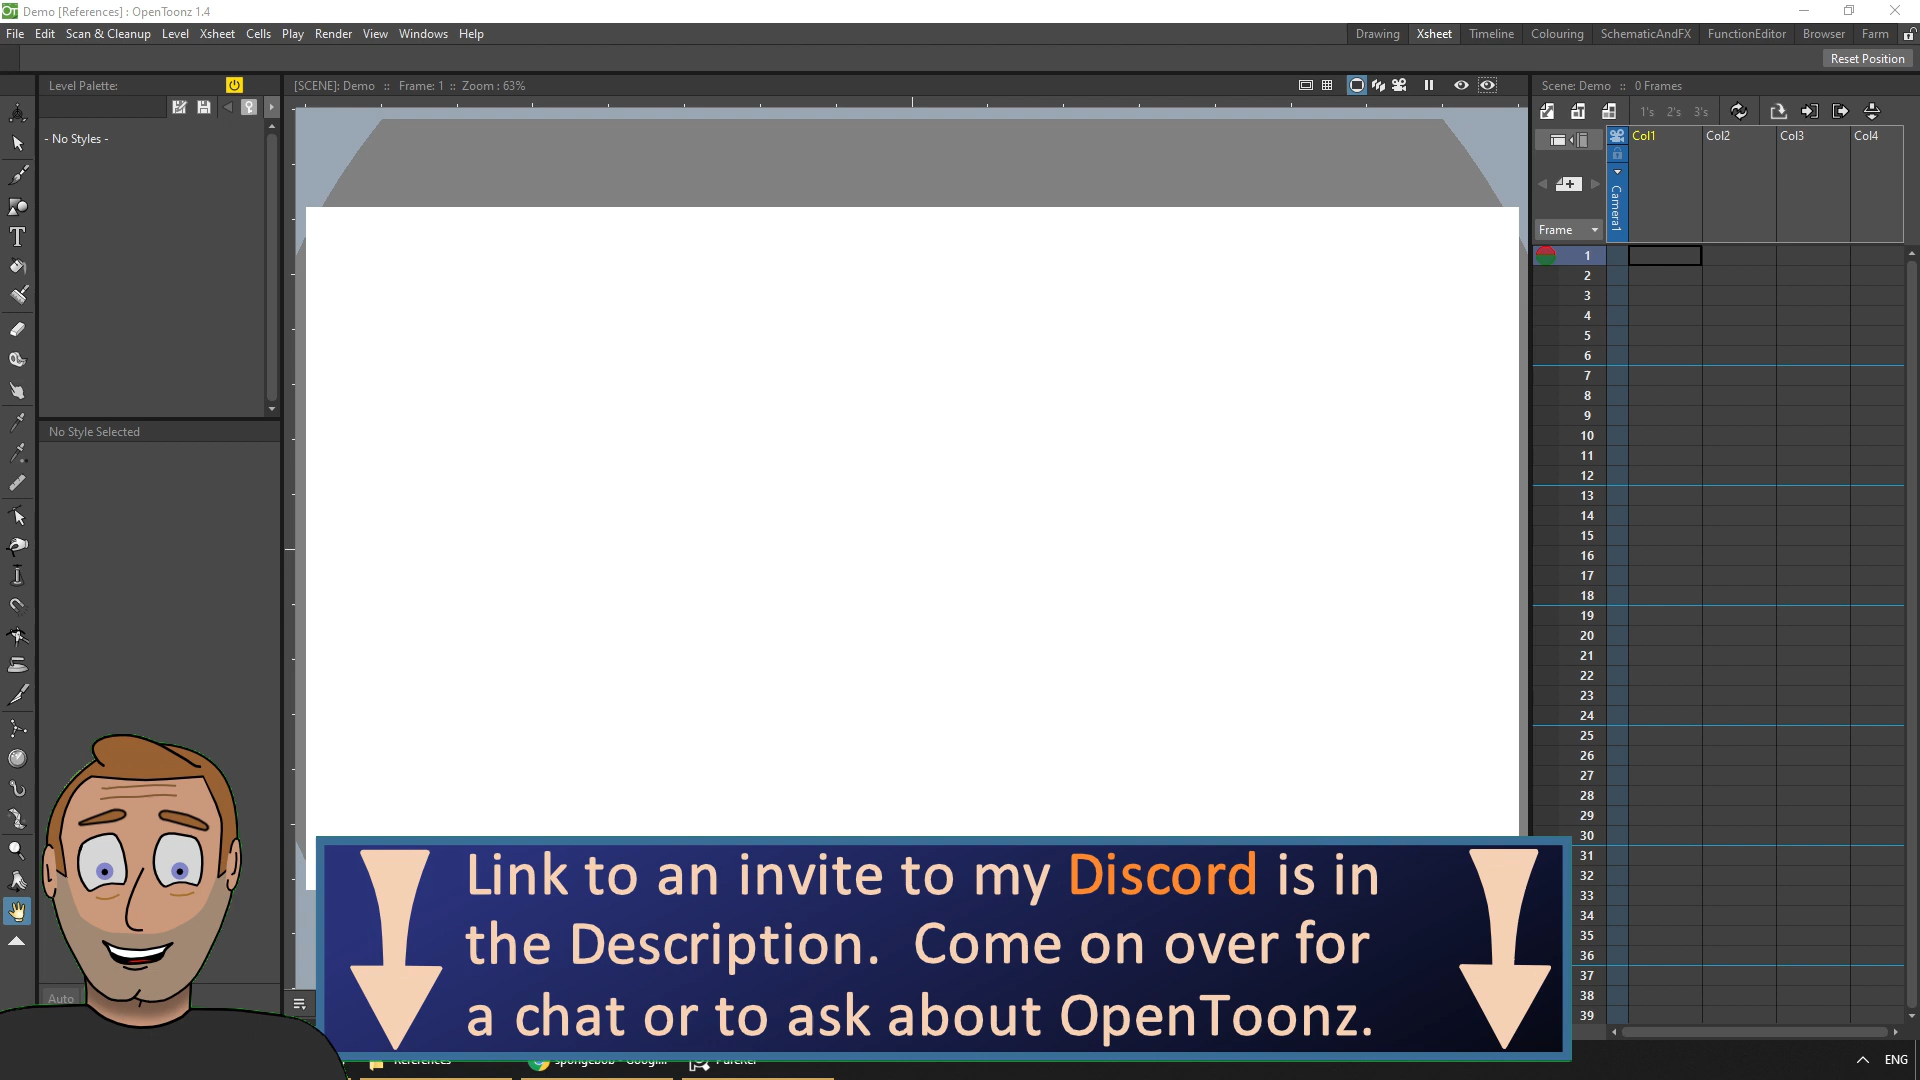 Demo [References] : OpenToonz 1.4
File Edit Scan & Cleanup Level Xsheet Cells Play Render View Windows Help
Drawing Xsheet Timeline Colouring SchematicAndFX FunctionEditor Browser Farm
Reset Position
Level Palette:
[SCENE]: Demo :: Frame: 1 :: Zoom : 63%
Scene: Demo :: 0 Frames
1's 2's 3's
- No Styles -
Col1 Col2 Col3 Col4
Camera1
Frame
No Style Selected
1
2
3
4
5
6
7
8
9
10
11
12
13
14
15
16
17
18
19
20
21
22
23
24
25
26
27
28
29
30
31
32
33
34
35
36
37
38
39
Link to an invite to my Discord is in
the Description. Come on over for
a chat or to ask about OpenToonz.
Auto
References spongebob - Googl... PureRef
ENG